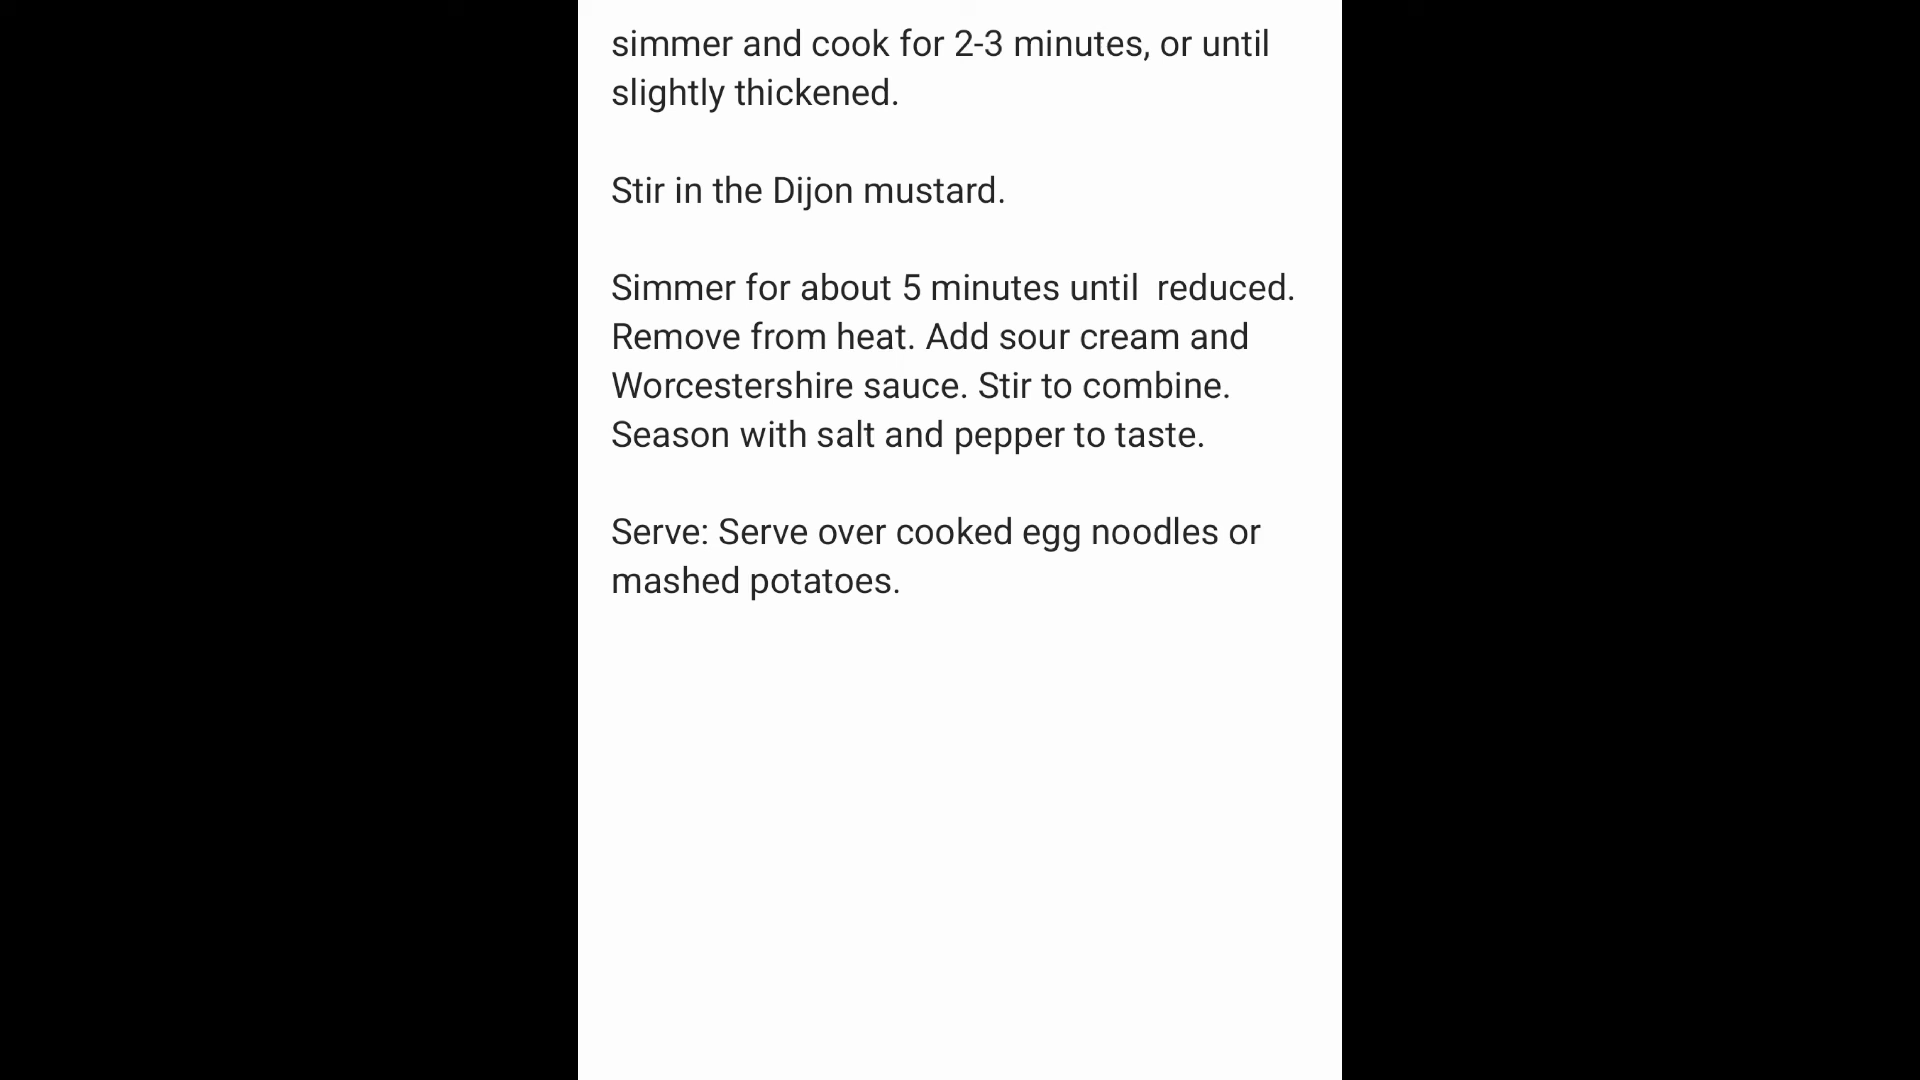 simmer and cook for 2-3 minutes, or until
slightly thickened.
Stir in the Dijon mustard.
Simmer for about 5 minutes until  reduced.
Remove from heat. Add sour cream and
Worcestershire sauce. Stir to combine.
Season with salt and pepper to taste.
Serve: Serve over cooked egg noodles or
mashed potatoes.